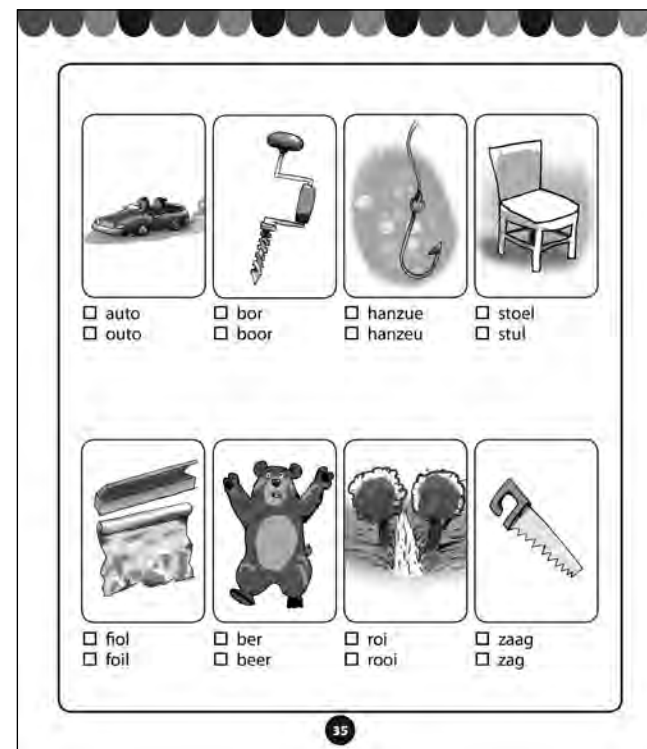 ☐ auto ☐ bor ☐ hanzue ☐ stoel
☐ outo ☐ boor ☐ hanzeu ☐ stul
☐ fiol ☐ ber ☐ roi ☐ zaag
☐ foil ☐ beer ☐ rooi ☐ zag
35